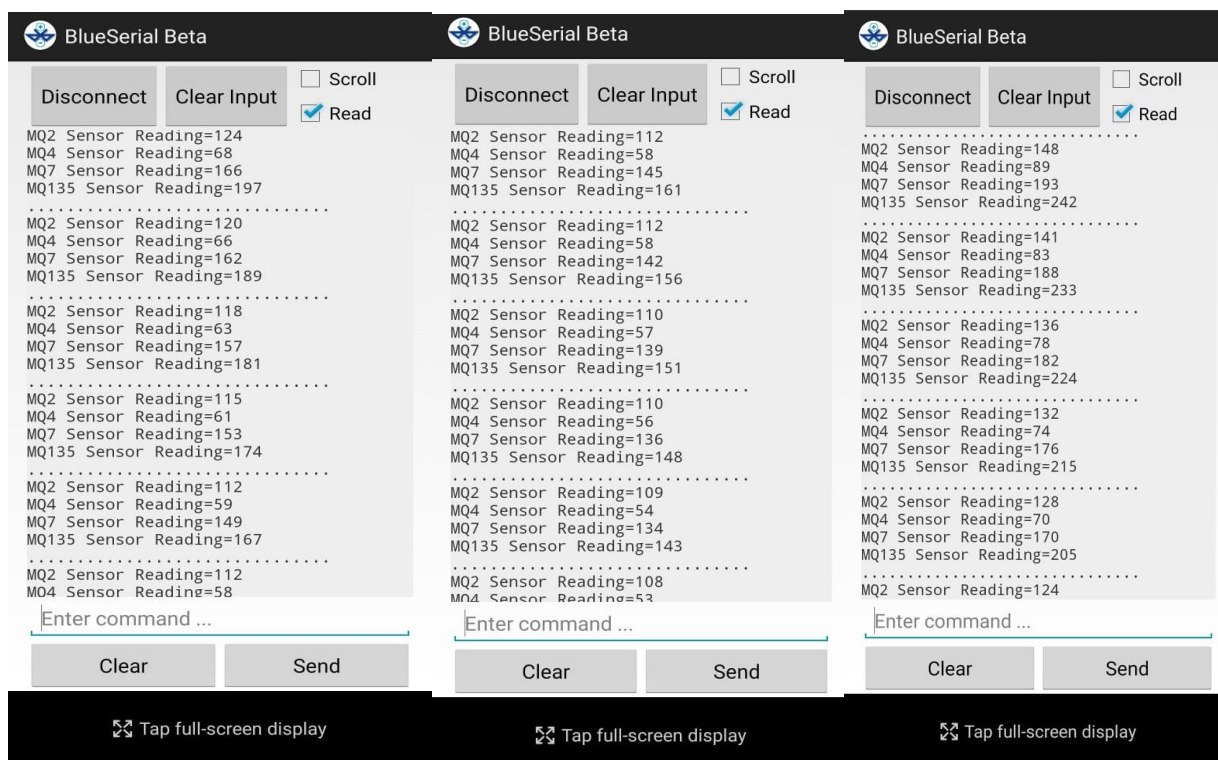 BlueSerial Beta
Disconnect
Clear Input
Scroll
Read
MQ2 Sensor Reading=124
MQ4 Sensor Reading=68
MQ7 Sensor Reading=166
MQ135 Sensor Reading=197
.................................
MQ2 Sensor Reading=120
MQ4 Sensor Reading=66
MQ7 Sensor Reading=162
MQ135 Sensor Reading=189
.................................
MQ2 Sensor Reading=118
MQ4 Sensor Reading=63
MQ7 Sensor Reading=157
MQ135 Sensor Reading=181
.................................
MQ2 Sensor Reading=115
MQ4 Sensor Reading=61
MQ7 Sensor Reading=153
MQ135 Sensor Reading=174
.................................
MQ2 Sensor Reading=112
MQ4 Sensor Reading=59
MQ7 Sensor Reading=149
MQ135 Sensor Reading=167
.................................
MQ2 Sensor Reading=112
MQ4 Sensor Reading=58
Enter command ...
Clear
Send
Tap full-screen display
BlueSerial Beta
Disconnect
Clear Input
Scroll
Read
MQ2 Sensor Reading=112
MQ4 Sensor Reading=58
MQ7 Sensor Reading=145
MQ135 Sensor Reading=161
.................................
MQ2 Sensor Reading=112
MQ4 Sensor Reading=58
MQ7 Sensor Reading=142
MQ135 Sensor Reading=156
.................................
MQ2 Sensor Reading=110
MQ4 Sensor Reading=57
MQ7 Sensor Reading=139
MQ135 Sensor Reading=151
.................................
MQ2 Sensor Reading=110
MQ4 Sensor Reading=56
MQ7 Sensor Reading=136
MQ135 Sensor Reading=148
.................................
MQ2 Sensor Reading=109
MQ4 Sensor Reading=54
MQ7 Sensor Reading=134
MQ135 Sensor Reading=143
.................................
MQ2 Sensor Reading=108
MQ4 Sensor Reading=53
Enter command ...
Clear
Send
Tap full-screen display
BlueSerial Beta
Disconnect
Clear Input
Scroll
Read
.................................
MQ2 Sensor Reading=148
MQ4 Sensor Reading=89
MQ7 Sensor Reading=193
MQ135 Sensor Reading=242
.................................
MQ2 Sensor Reading=141
MQ4 Sensor Reading=83
MQ7 Sensor Reading=188
MQ135 Sensor Reading=233
.................................
MQ2 Sensor Reading=136
MQ4 Sensor Reading=78
MQ7 Sensor Reading=182
MQ135 Sensor Reading=224
.................................
MQ2 Sensor Reading=132
MQ4 Sensor Reading=74
MQ7 Sensor Reading=176
MQ135 Sensor Reading=215
.................................
MQ2 Sensor Reading=128
MQ4 Sensor Reading=70
MQ7 Sensor Reading=170
MQ135 Sensor Reading=205
.................................
MQ2 Sensor Reading=124
Enter command ...
Clear
Send
Tap full-screen display